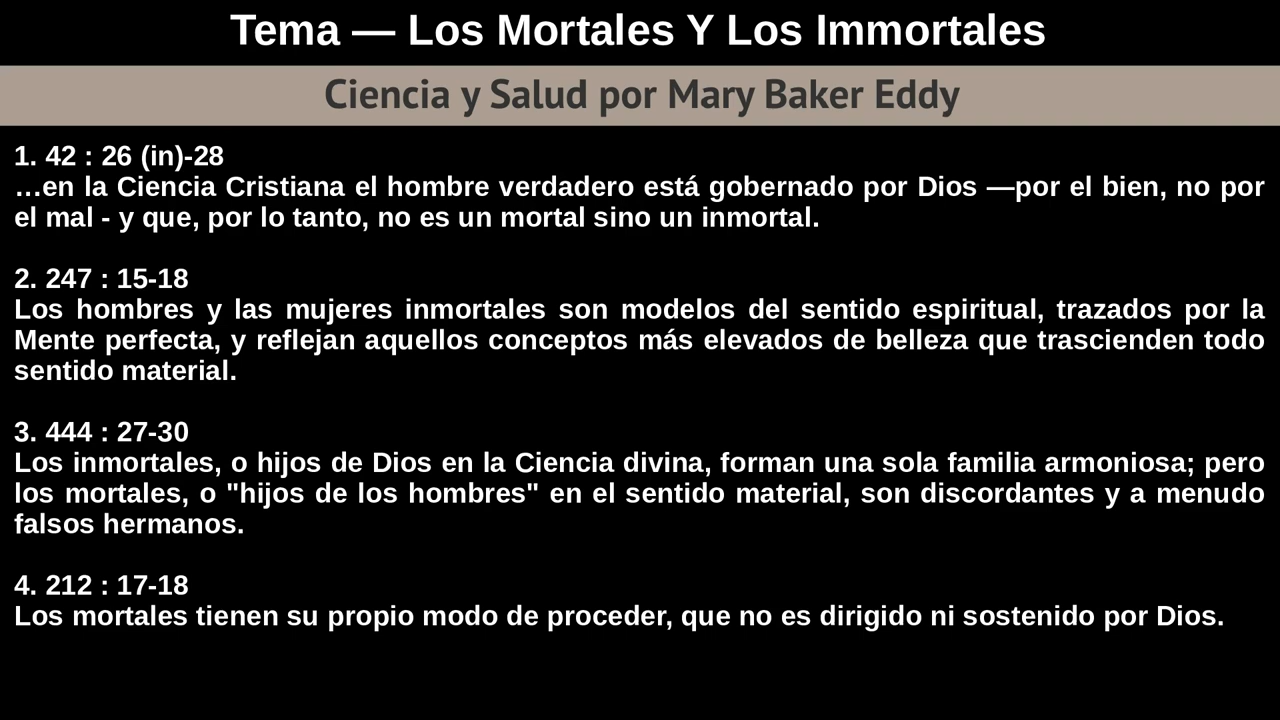 Tema — Los Mortales Y Los Immortales
Ciencia y Salud por Mary Baker Eddy
1. 42 : 26 (in)-28
…en la Ciencia Cristiana el hombre verdadero está gobernado por Dios —por el bien, no por
el mal - y que, por lo tanto, no es un mortal sino un inmortal.
2. 247 : 15-18
Los hombres y las mujeres inmortales son modelos del sentido espiritual, trazados por la
Mente perfecta, y reflejan aquellos conceptos más elevados de belleza que trascienden todo
sentido material.
3. 444 : 27-30
Los inmortales, o hijos de Dios en la Ciencia divina, forman una sola familia armoniosa; pero
los mortales, o "hijos de los hombres" en el sentido material, son discordantes y a menudo
falsos hermanos.
4. 212 : 17-18
Los mortales tienen su propio modo de proceder, que no es dirigido ni sostenido por Dios.